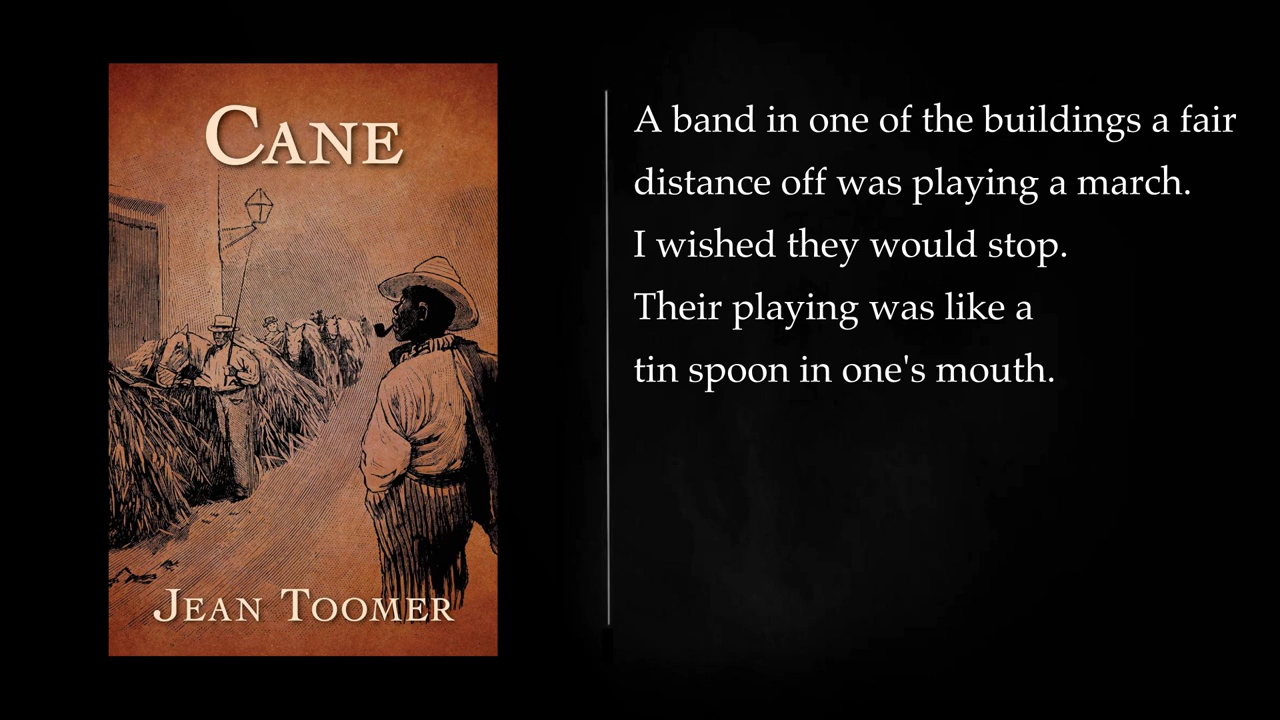 CANE
JEAN TOOMER
A band in one of the buildings a fair
distance off was playing a march.
I wished they would stop.
Their playing was like a
tin spoon in one's mouth.